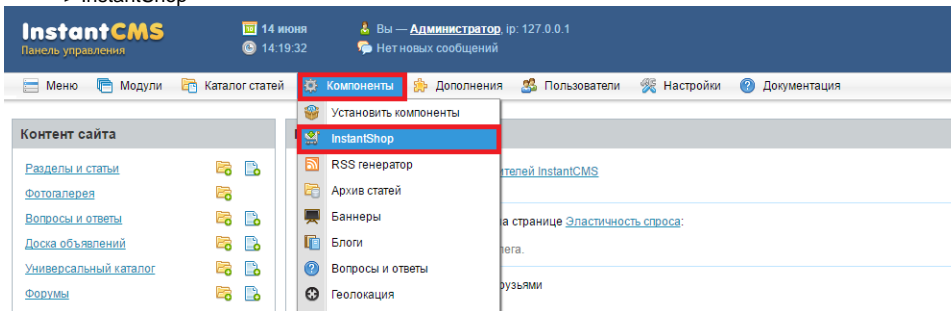 > InstantShop
InstantCMS
Панель управления
14 июня
14:19:32
Вы — Администратор, ip: 127.0.0.1
Нет новых сообщений
Меню Модули Каталог статей Компоненты Дополнения Пользователи Настройки Документация
Установить компоненты
InstantShop
RSS генератор
Архив статей
Баннеры
Блоги
Вопросы и ответы
Геолокация
Контент сайта
Разделы и статьи
Фотогалерея
Вопросы и ответы
Доска объявлений
Универсальный каталог
Форумы
ителей InstantCMS
а странице Эластичность спроса:
лега.
рузьями